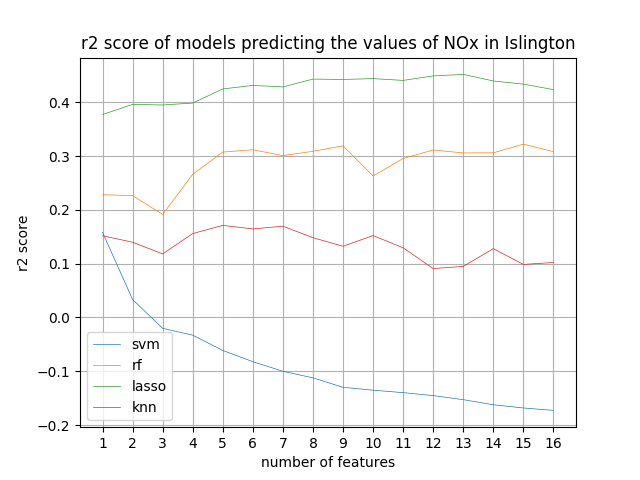 r2 score of models predicting the values of NOx in Islington
0.4
0.3
0.2
0.1
0.0
−0.1
−0.2
r2 score
svm
rf
lasso
knn
1 2 3 4 5 6 7 8 9 10 11 12 13 14 15 16
number of features